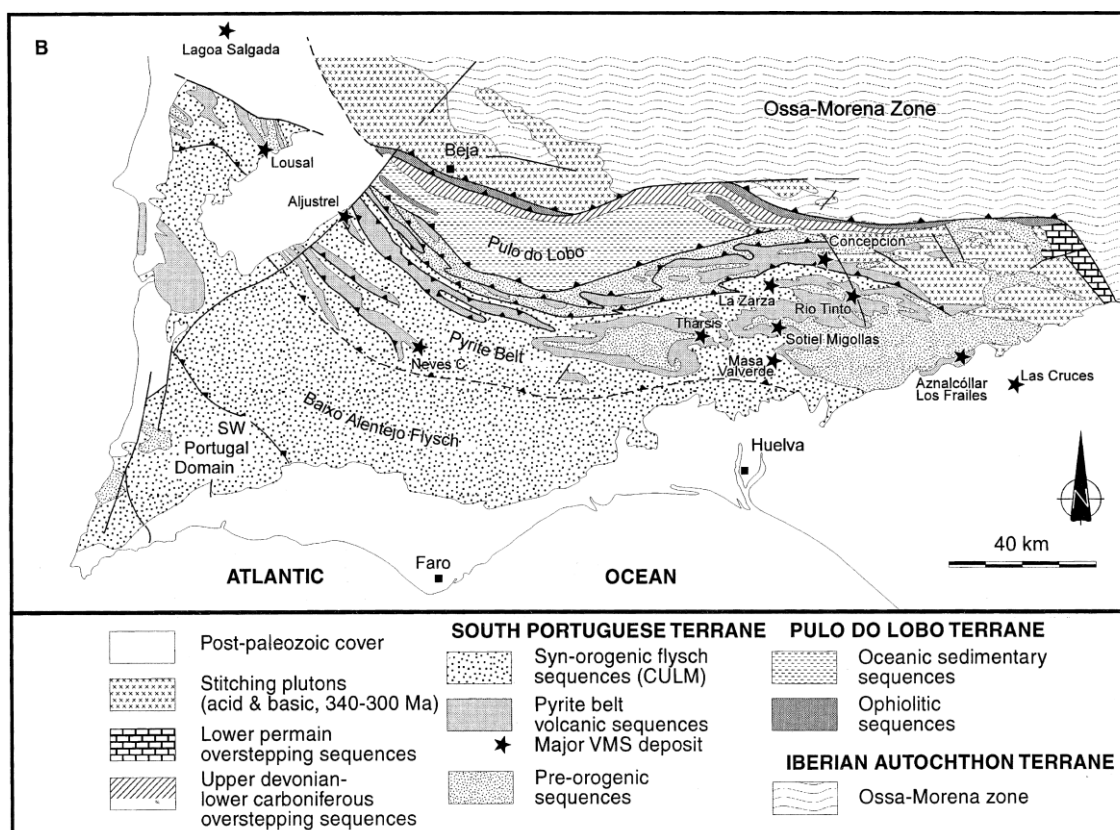 B
Lagoa Salgada
Ossa-Morena Zone
Beja
Lousal
Aljustrel
Pulo do Lobo
Concepción
La Zarza
Rio Tinto
Tharsis
Sotiel Migollas
Pyrite Belt
Neves C.
Masa
Valverde
Aznalcóllar
Los Frailes
Las Cruces
Baixo Alentejo Flysch
SW
Portugal
Domain
Huelva
N
40 km
Faro
ATLANTIC OCEAN
Post-paleozoic cover
Stitching plutons
(acid & basic, 340-300 Ma)
Lower permain
overstepping sequences
Upper devonian-
lower carboniferous
overstepping sequences
SOUTH PORTUGUESE TERRANE
Syn-orogenic flysch
sequences (CULM)
Pyrite belt
volcanic sequences
Major VMS deposit
Pre-orogenic
sequences
PULO DO LOBO TERRANE
Oceanic sedimentary
sequences
Ophiolitic
sequences
IBERIAN AUTOCHTHON TERRANE
Ossa-Morena zone